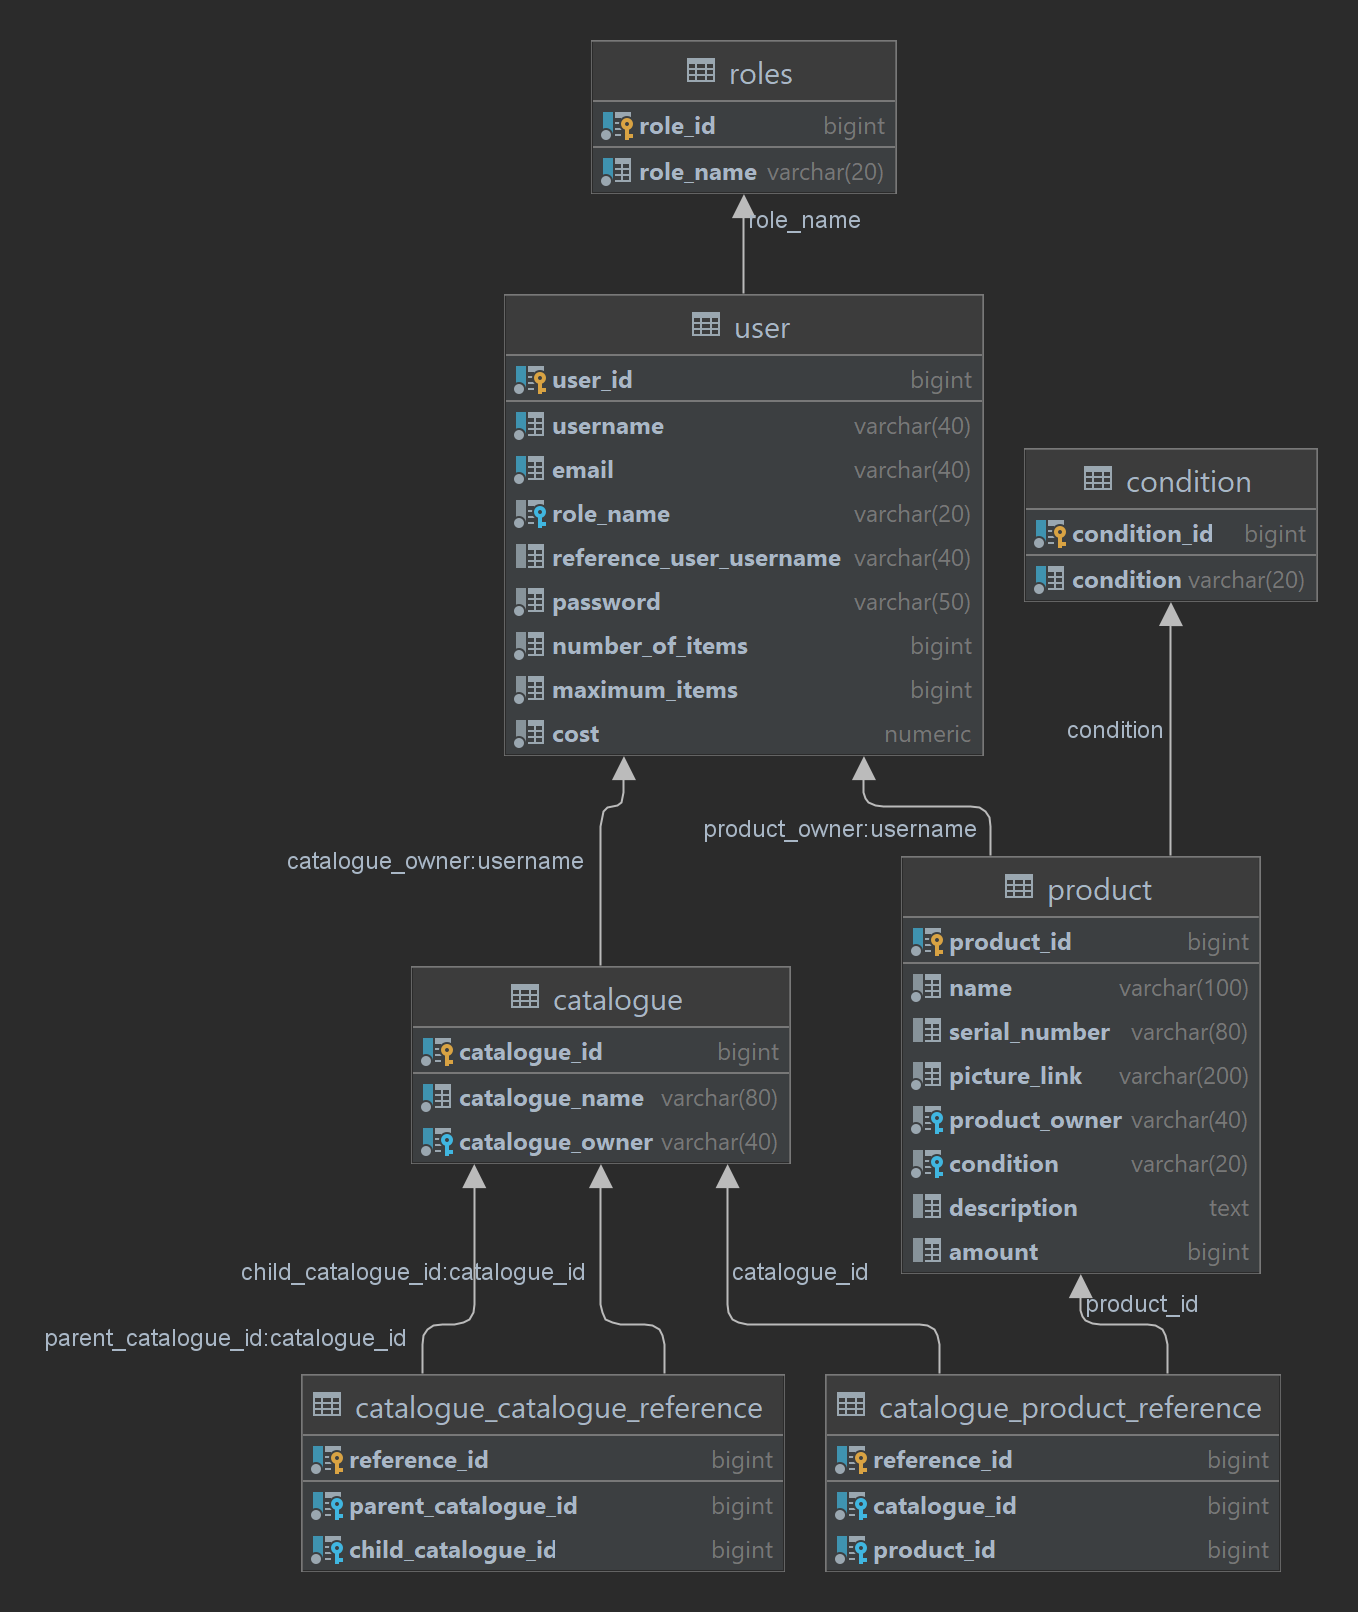 roles
role_id bigint
role_name varchar(20)
role_name
user
user_id bigint
username varchar(40)
email varchar(40)
role_name varchar(20)
reference_user_username varchar(40)
password varchar(50)
number_of_items bigint
maximum_items bigint
cost numeric
condition
condition_id bigint
condition varchar(20)
condition
product_owner:username
catalogue_owner:username
product
product_id bigint
name varchar(100)
serial_number varchar(80)
picture_link varchar(200)
product_owner varchar(40)
condition varchar(20)
description text
amount bigint
catalogue
catalogue_id bigint
catalogue_name varchar(80)
catalogue_owner varchar(40)
child_catalogue_id:catalogue_id
catalogue_id
product_id
parent_catalogue_id:catalogue_id
catalogue_catalogue_reference
reference_id bigint
parent_catalogue_id bigint
child_catalogue_id bigint
catalogue_product_reference
reference_id bigint
catalogue_id bigint
product_id bigint